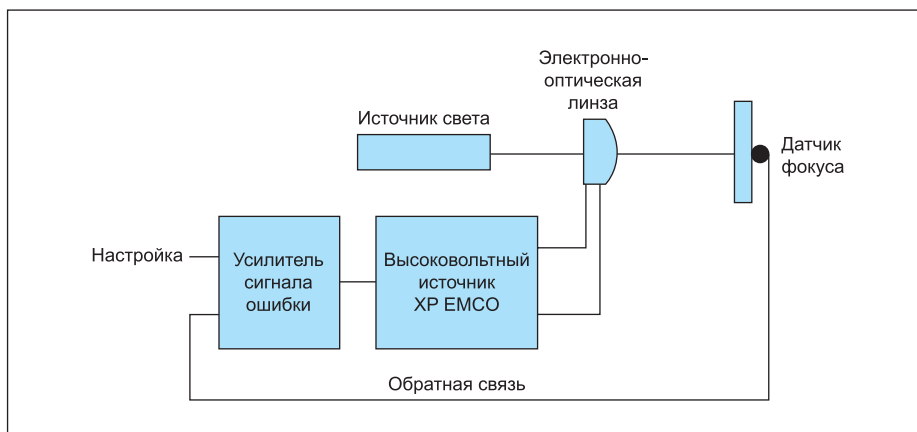 Электронно-
оптическая
линза
Источник света
Датчик
фокуса
Настройка
Усилитель
сигнала
ошибки
Высоковольтный
источник
XP EMCO
Обратная связь